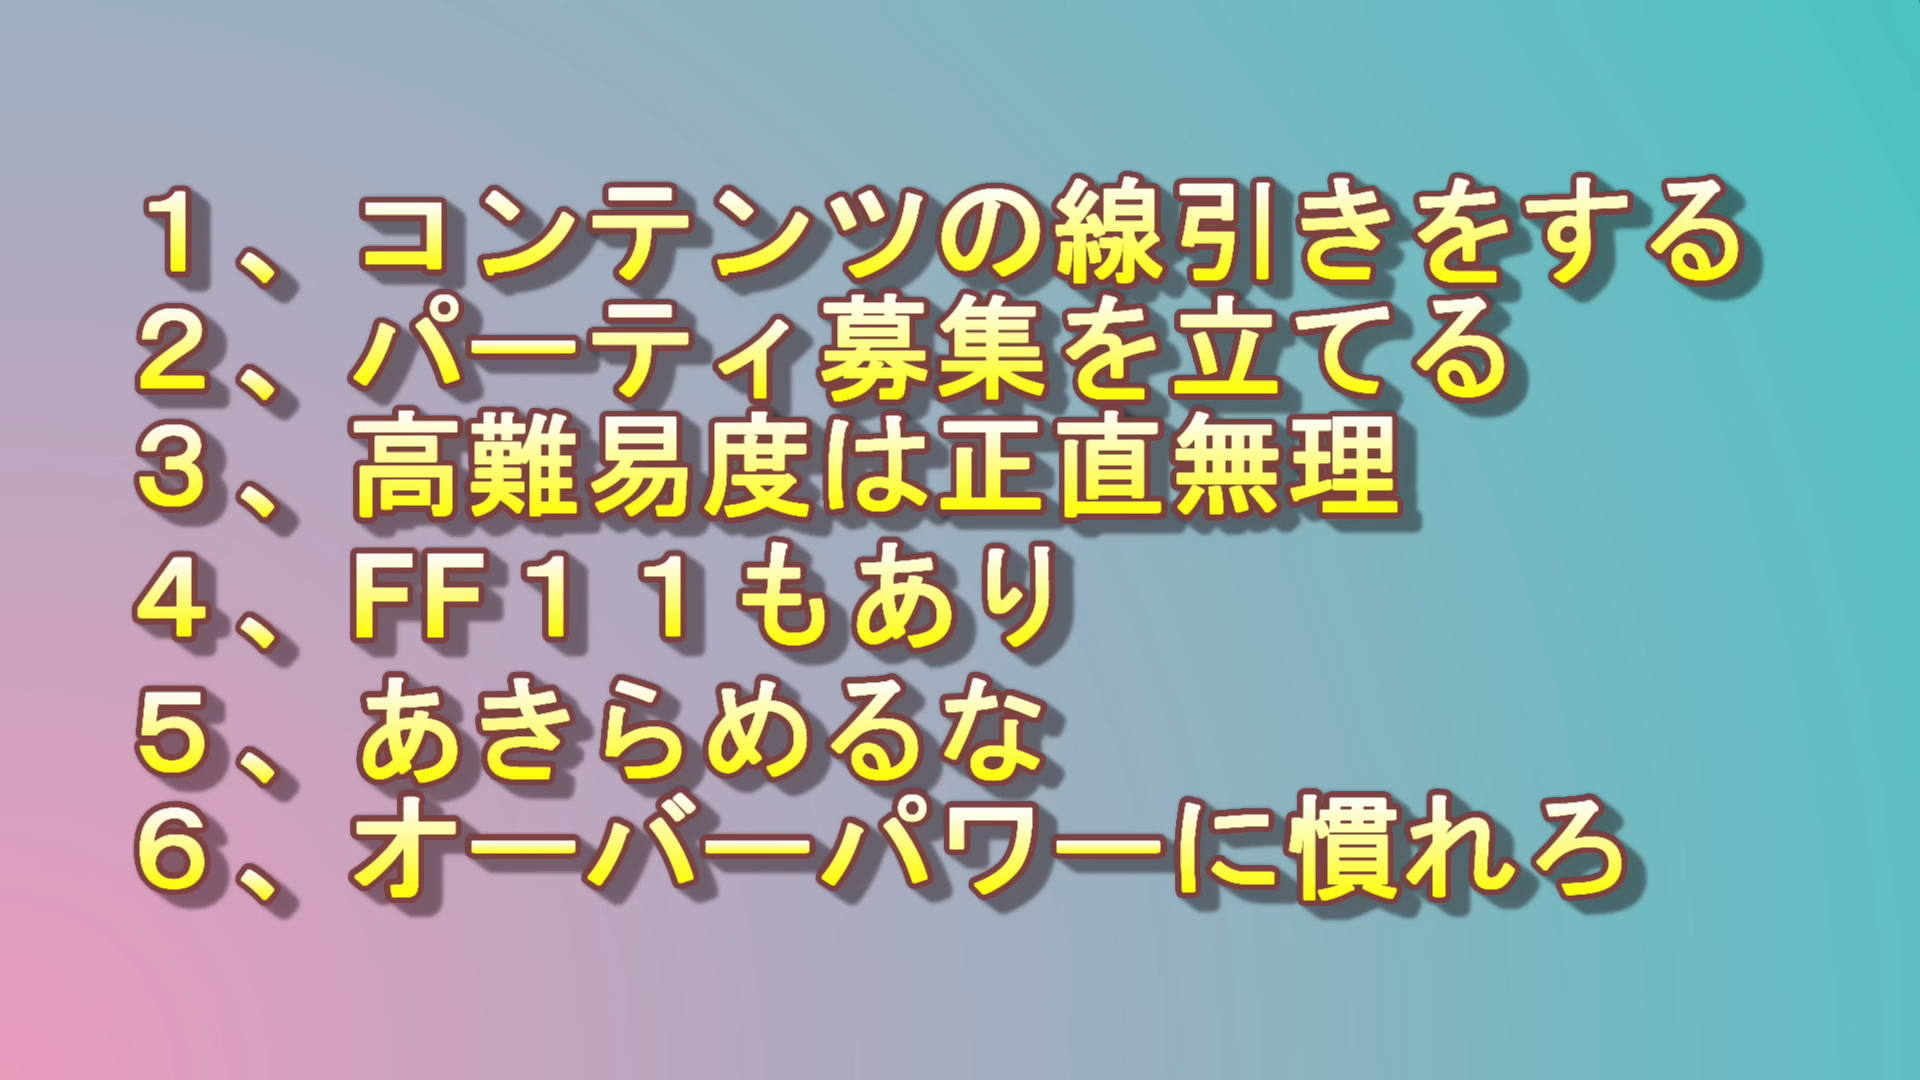 １、コンテンツの線引きをする
２、パーティ募集を立てる
３、高難易度は正直無理
４、FF１１もあり
５、あきらめるな
６、オーバーパワーに慣れろ